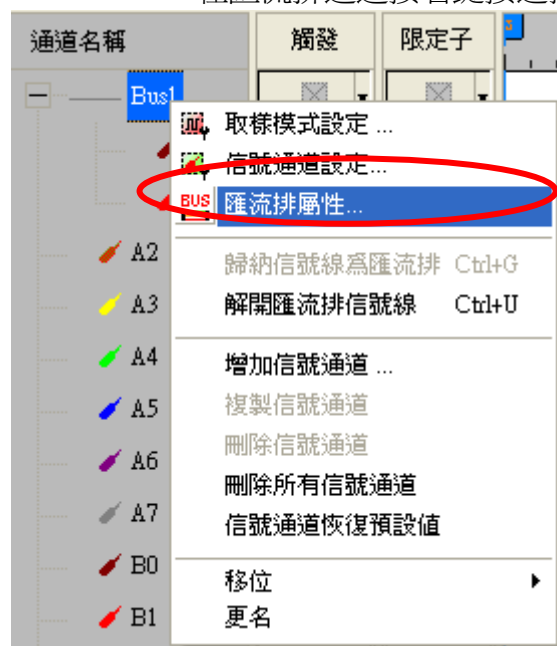 通道名稱 觸發 限定子
Bus1
取樣模式設定 ...
信號通道設定...
BUS 匯流排屬性...
A2
歸納信號線爲匯流排 Ctrl+G
A3
解開匯流排信號線 Ctrl+U
A4
增加信號通道 ...
A5
複製信號通道
A6
刪除信號通道
刪除所有信號通道
A7
信號通道恢復預設值
B0
移位
B1
更名